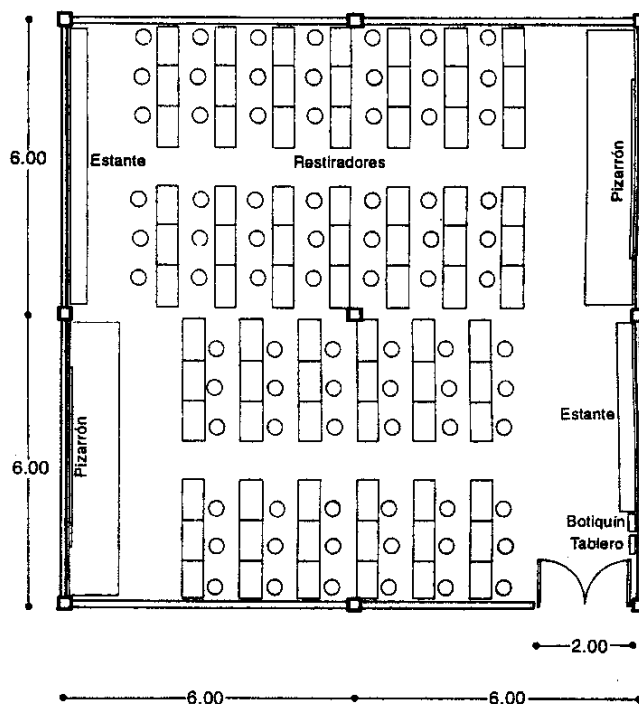 6.00
Estante
Restiradores
Pizarrón
6.00
Pizarrón
Estante
Botiquín
Tablero
2.00
6.00
6.00